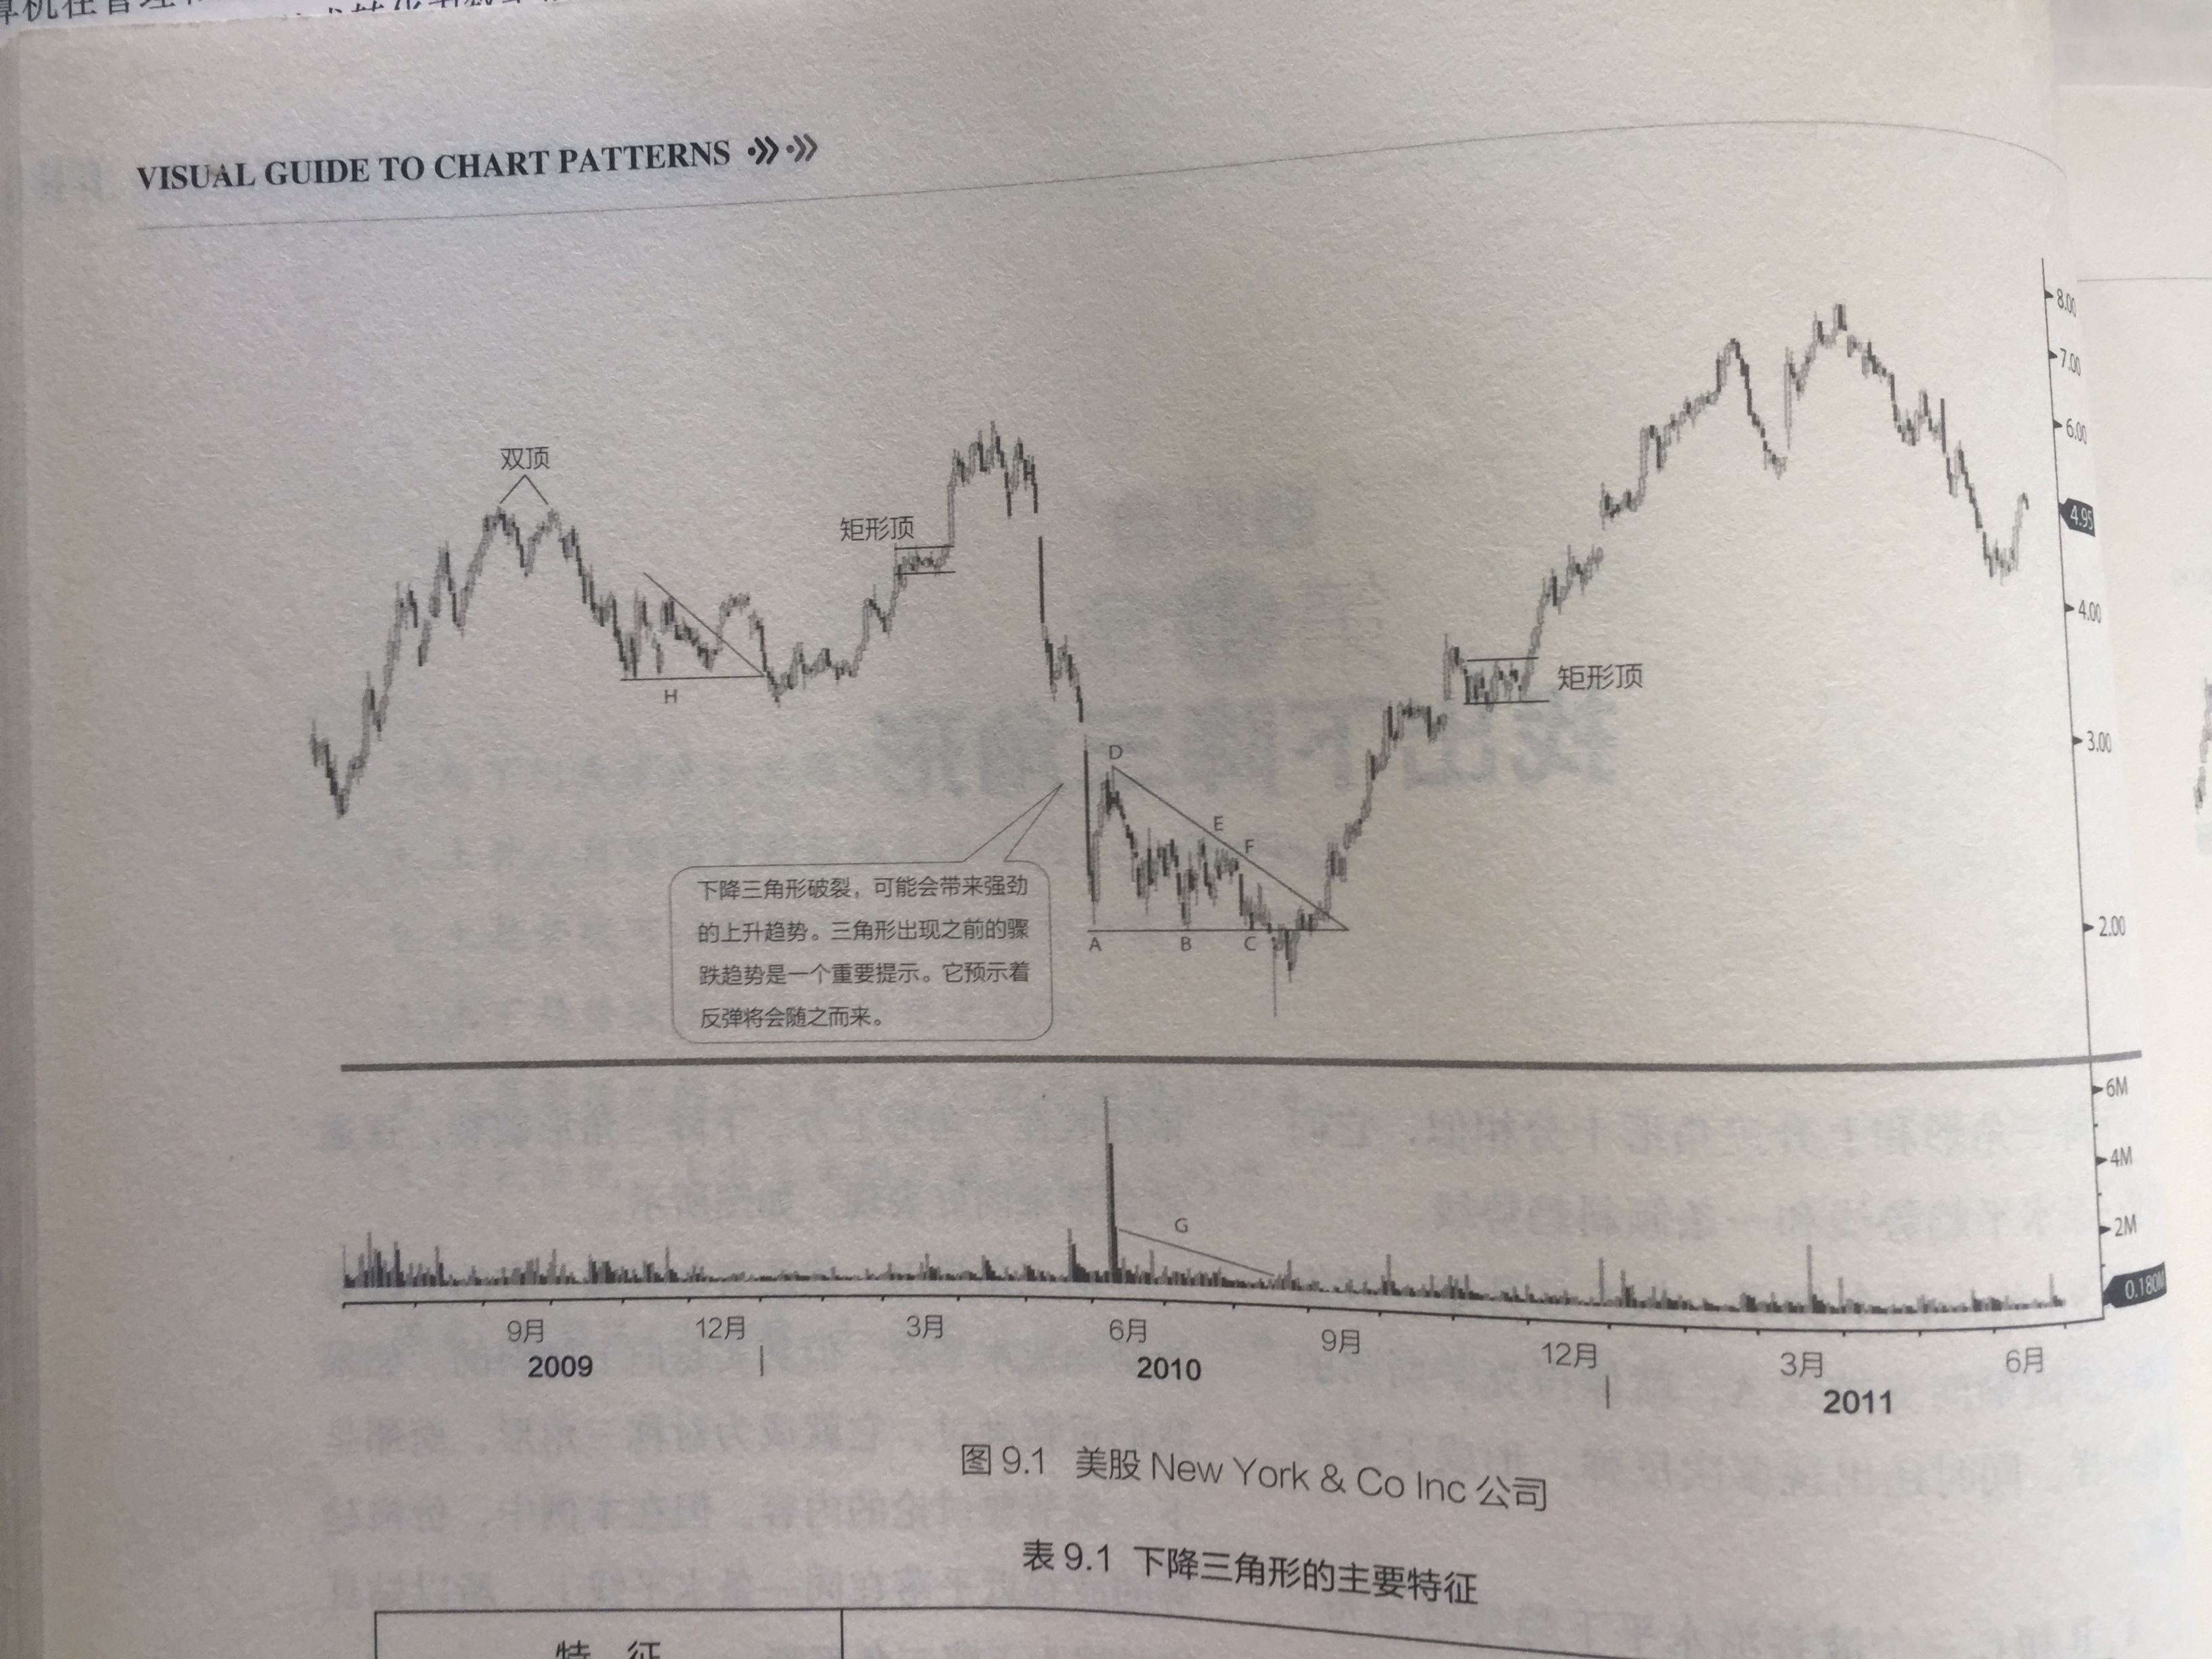 VISUAL GUIDE TO CHART PATTERNS
双顶
矩形顶
H
下降三角形破裂，可能会带来强劲
的上升趋势。三角形出现之前的骤
跌趋势是一个重要提示。它预示着
反弹将会随之而来。
D
E
F
A
B
C
矩形顶
G
8.00
7.00
6.00
4.95
4.00
3.00
2.00
6M
4M
2M
0.180M
9月
12月
3月
6月
9月
12月
3月
6月
2009
2010
2011
图 9.1 美股 New York & Co Inc 公司
表 9.1 下降三角形的主要特征
特 征